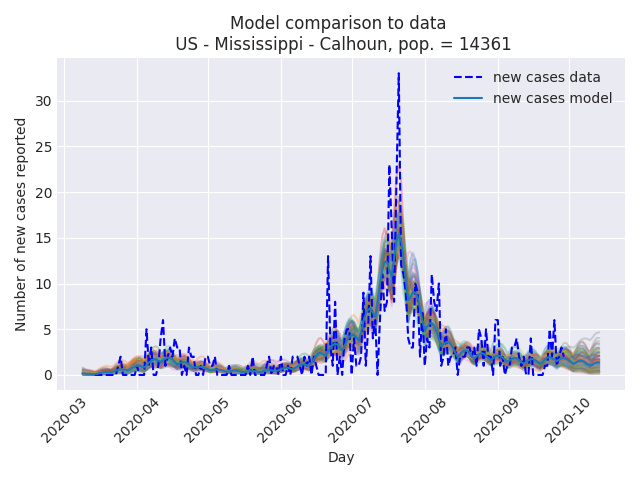 Model comparison to data
US - Mississippi - Calhoun, pop. = 14361
new cases data
new cases model
Number of new cases reported
30
25
20
15
10
5
0
2020-03
2020-04
2020-05
2020-06
2020-07
2020-08
2020-09
2020-10
Day